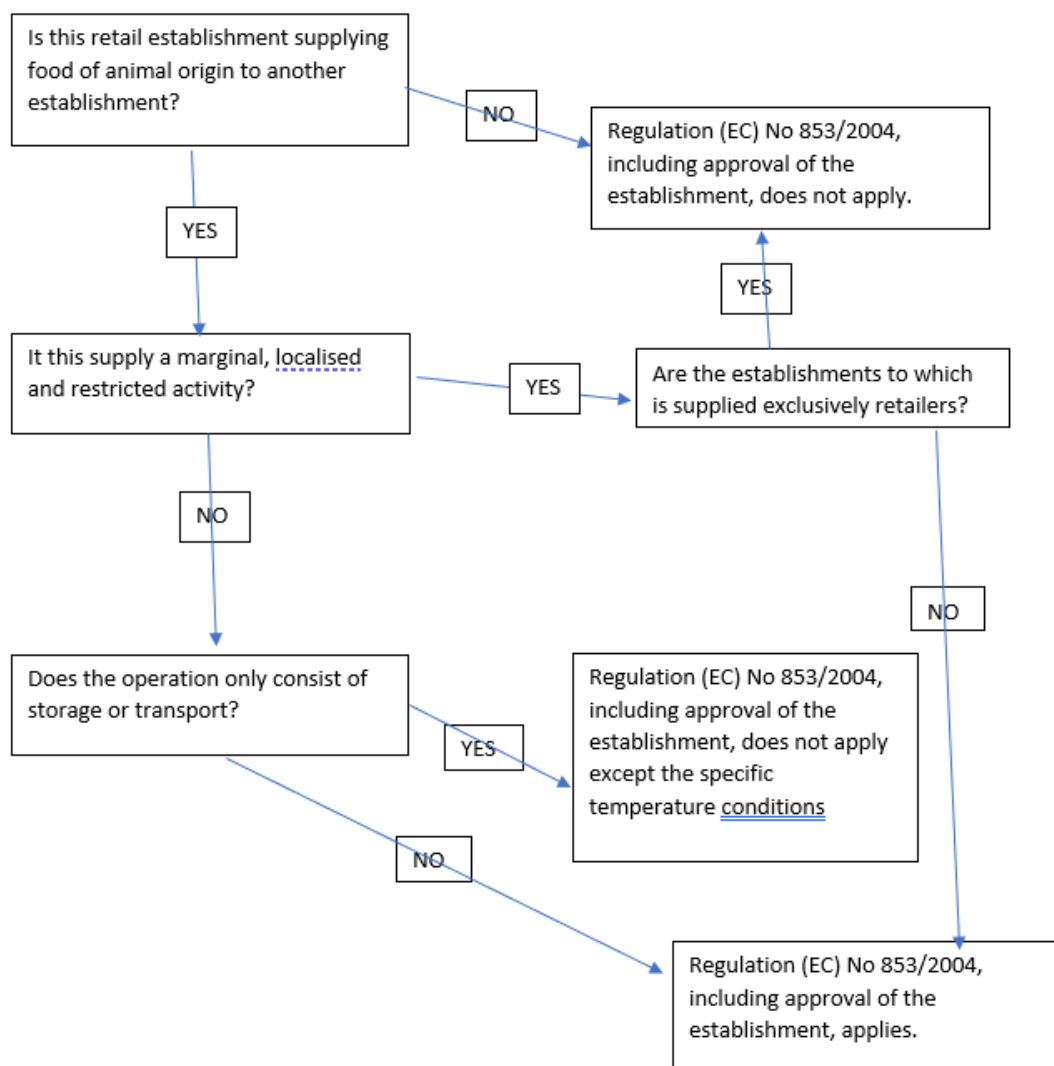 Is this retail establishment supplying
food of animal origin to another
establishment?
NO
Regulation (EC) No 853/2004,
including approval of the
establishment, does not apply.
YES
YES
It this supply a marginal, localised
and restricted activity?
YES
Are the establishments to which
is supplied exclusively retailers?
NO
NO
Does the operation only consist of
storage or transport?
YES
Regulation (EC) No 853/2004,
including approval of the
establishment, does not apply
except the specific
temperature conditions
NO
Regulation (EC) No 853/2004,
including approval of the
establishment, applies.